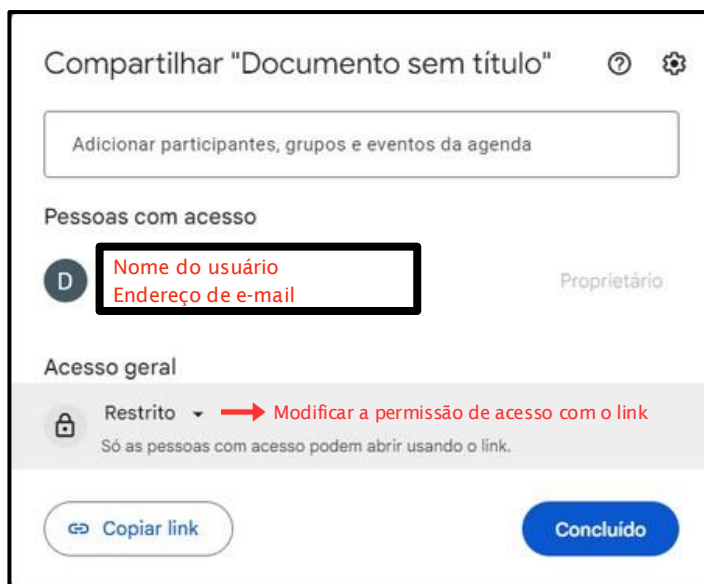 Compartilhar "Documento sem título"
Adicionar participantes, grupos e eventos da agenda
Pessoas com acesso
D
Nome do usuário
Proprietário
Endereço de e-mail
Acesso geral
Restrito Modificar a permissão de acesso com o link
Só as pessoas com acesso podem abrir usando o link.
Copiar link Concluído